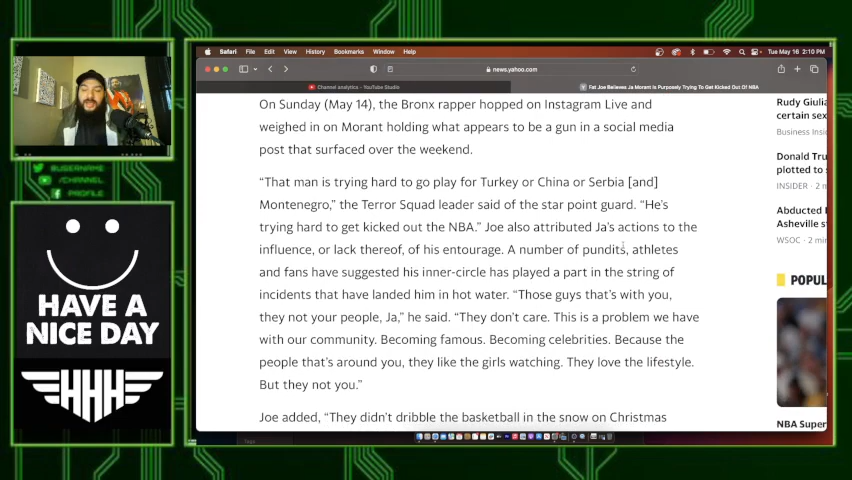 Safari File Edit View History Bookmarks Window Help
Tue May 16 2:10 PM
news.yahoo.com
Channel analytics - YouTube Studio
Fat Joe Believes Ja Morant Is Purposely Trying To Get Kicked Out Of NBA
On Sunday (May 14), the Bronx rapper hopped on Instagram Live and
weighed in on Morant holding what appears to be a gun in a social media
post that surfaced over the weekend.
“That man is trying hard to go play for Turkey or China or Serbia [and]
Montenegro,” the Terror Squad leader said of the star point guard. “He’s
trying hard to get kicked out the NBA.” Joe also attributed Ja’s actions to the
influence, or lack thereof, of his entourage. A number of pundits, athletes
and fans have suggested his inner-circle has played a part in the string of
incidents that have landed him in hot water. “Those guys that’s with you,
they not your people, Ja,” he said. “They don’t care. This is a problem we have
with our community. Becoming famous. Becoming celebrities. Because the
people that’s around you, they like the girls watching. They love the lifestyle.
But they not you.”
Joe added, “They didn’t dribble the basketball in the snow on Christmas
Rudy Giulia
certain sex
Business Insi
Donald Tru
plotted to
INSIDER · 2 m
Abducted
Asheville s
WSOC · 2 min
POPUL
NBA Super
@USERNAME
/CHANNEL
PROFILE
HAVE A
NICE DAY
HHH